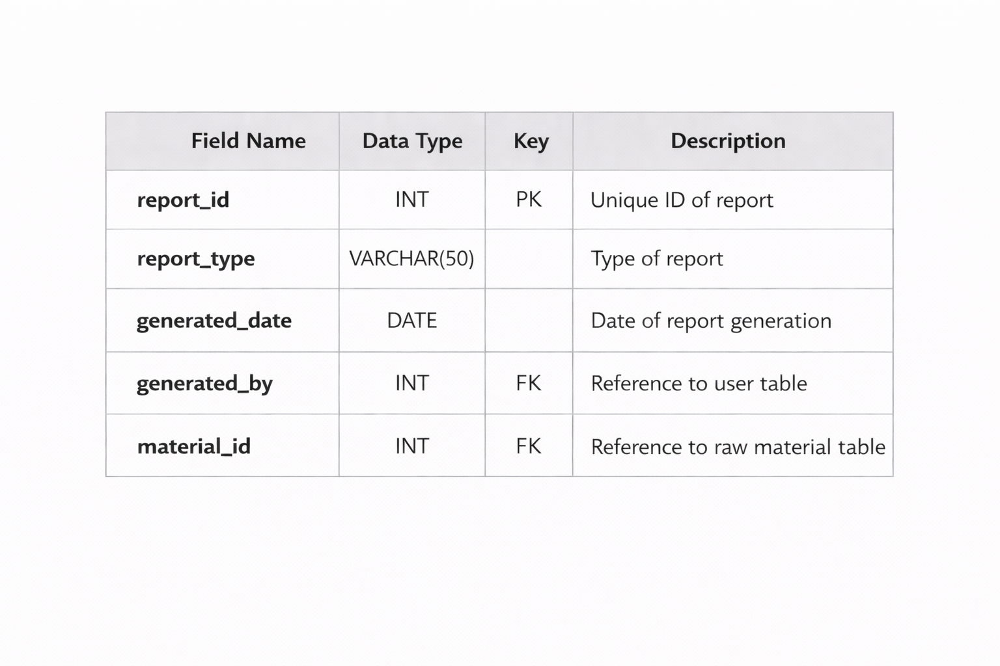 Field Name Data Type Key Description
report_id INT PK Unique ID of report
report_type VARCHAR(50) Type of report
generated_date DATE Date of report generation
generated_by INT FK Reference to user table
material_id INT FK Reference to raw material table